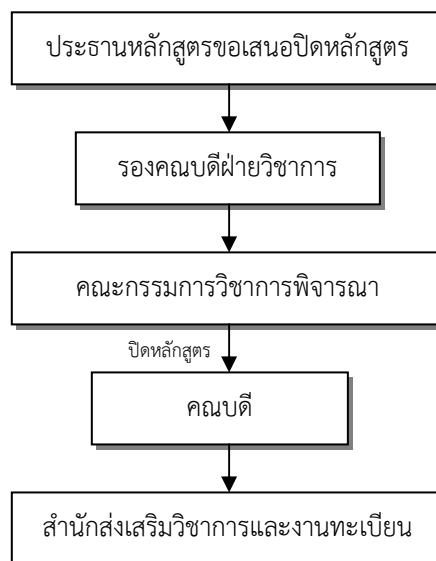 ประธานหลักสูตรขอเสนอปิดหลักสูตร
รองคณบดีฝ่ายวิชาการ
คณะกรรมการวิชาการพิจารณา
ปิดหลักสูตร
คณบดี
สำนักส่งเสริมวิชาการและงานทะเบียน